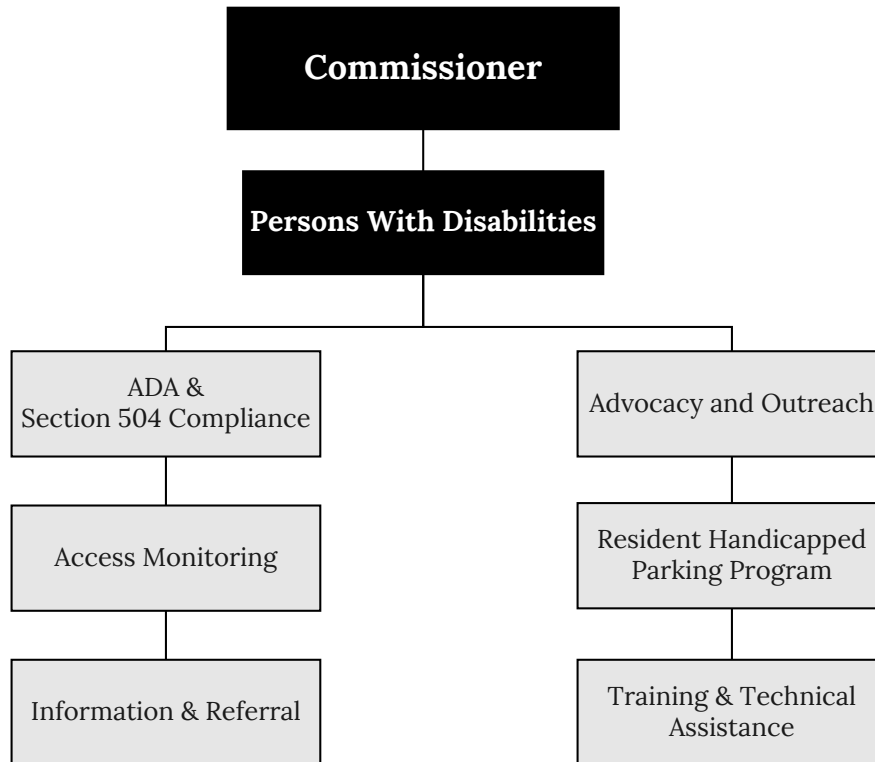 Commissioner
Persons With Disabilities
ADA &
Section 504 Compliance
Access Monitoring
Information & Referral
Advocacy and Outreach
Resident Handicapped
Parking Program
Training & Technical
Assistance